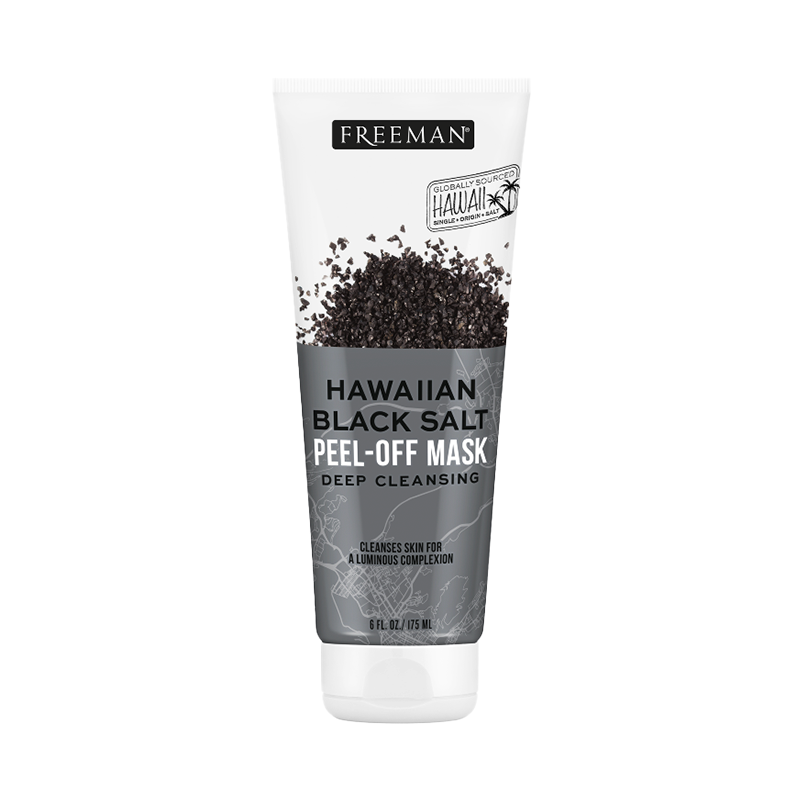 FREEMAN®
GLOBALLY SOURCED
HAWAII
SINGLE • ORIGIN • SALT
HAWAIIAN
BLACK SALT
PEEL-OFF MASK
DEEP CLEANSING
CLEANSES SKIN FOR
A LUMINOUS COMPLEXION
6 FL. OZ. / 175 ML